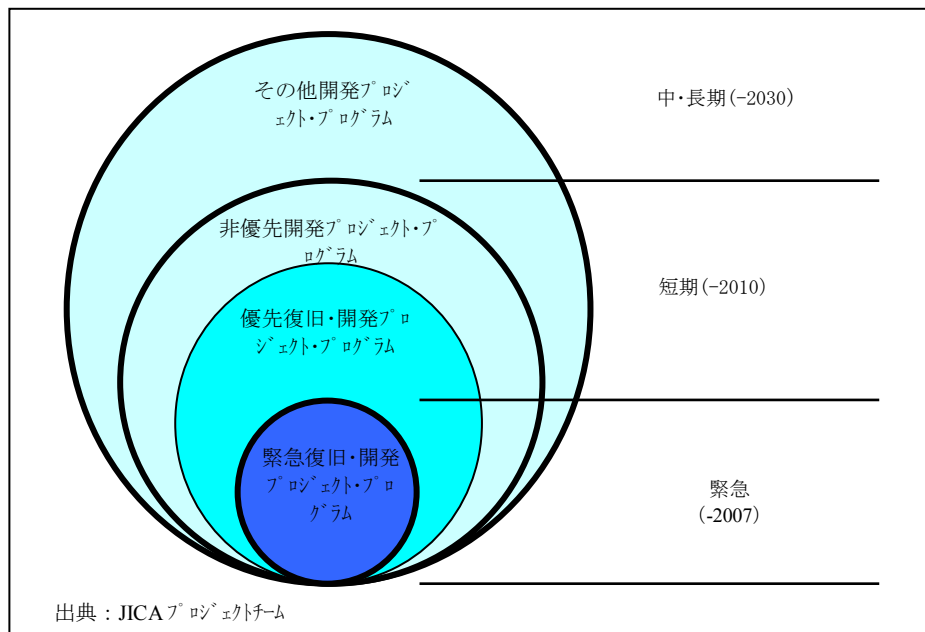 その他開発プロジ
ェクト・プログラム
中・長期(-2030)
非優先開発プロジェクト・プ
ログラム
短期(-2010)
優先復旧・開発プロ
ジェクト・プログラム
緊急復旧・開発
プロジェクト・プロ
グラム
緊急
(-2007)
出典：JICAプロジェクトチーム